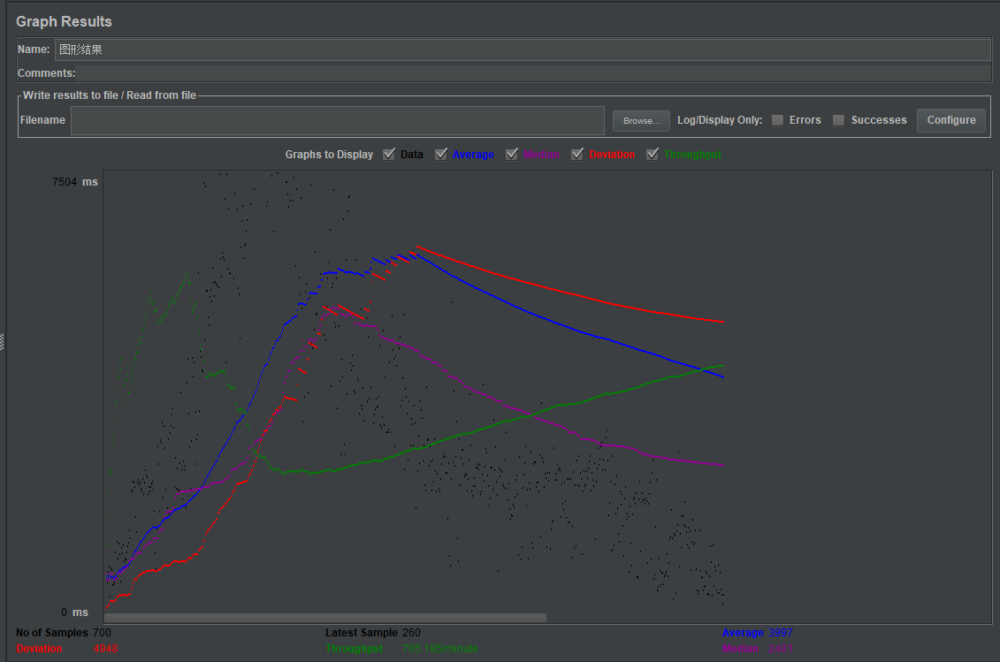 Graph Results
Name: 图形结果
Comments:
Write results to file / Read from file
Filename Browse... Log/Display Only: Errors Successes Configure
Graphs to Display Data Average Median Deviation Throughput
7504 ms
0 ms
No of Samples 700 Latest Sample 260 Average 3997
Deviation 4948 Throughput 705.195/minute Median